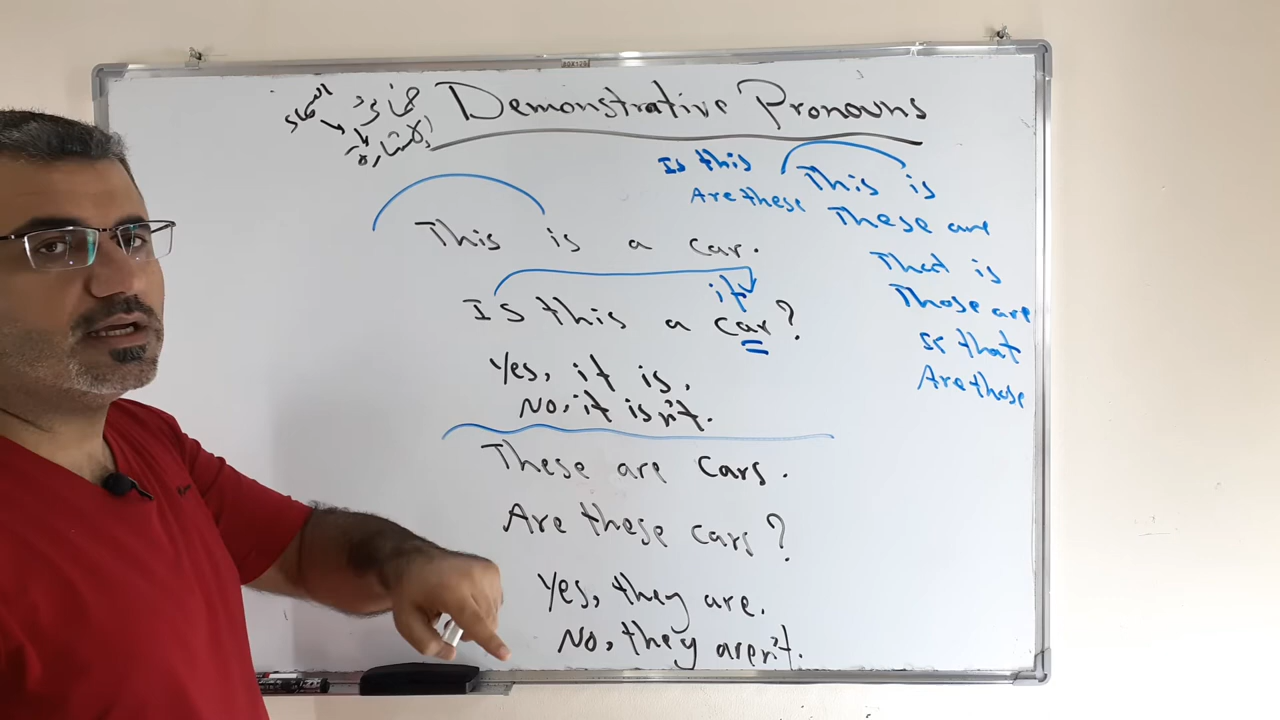 Demonstrative Pronouns
ضمائر
الاشارة
This is a car.
it
Is this a car?
Yes, it is.
No, it isn't.
These are cars.
Are these cars?
Yes, they are.
No, they aren't.
Is this
Are these
This is
These are
That is
Those are
Is that
Are those